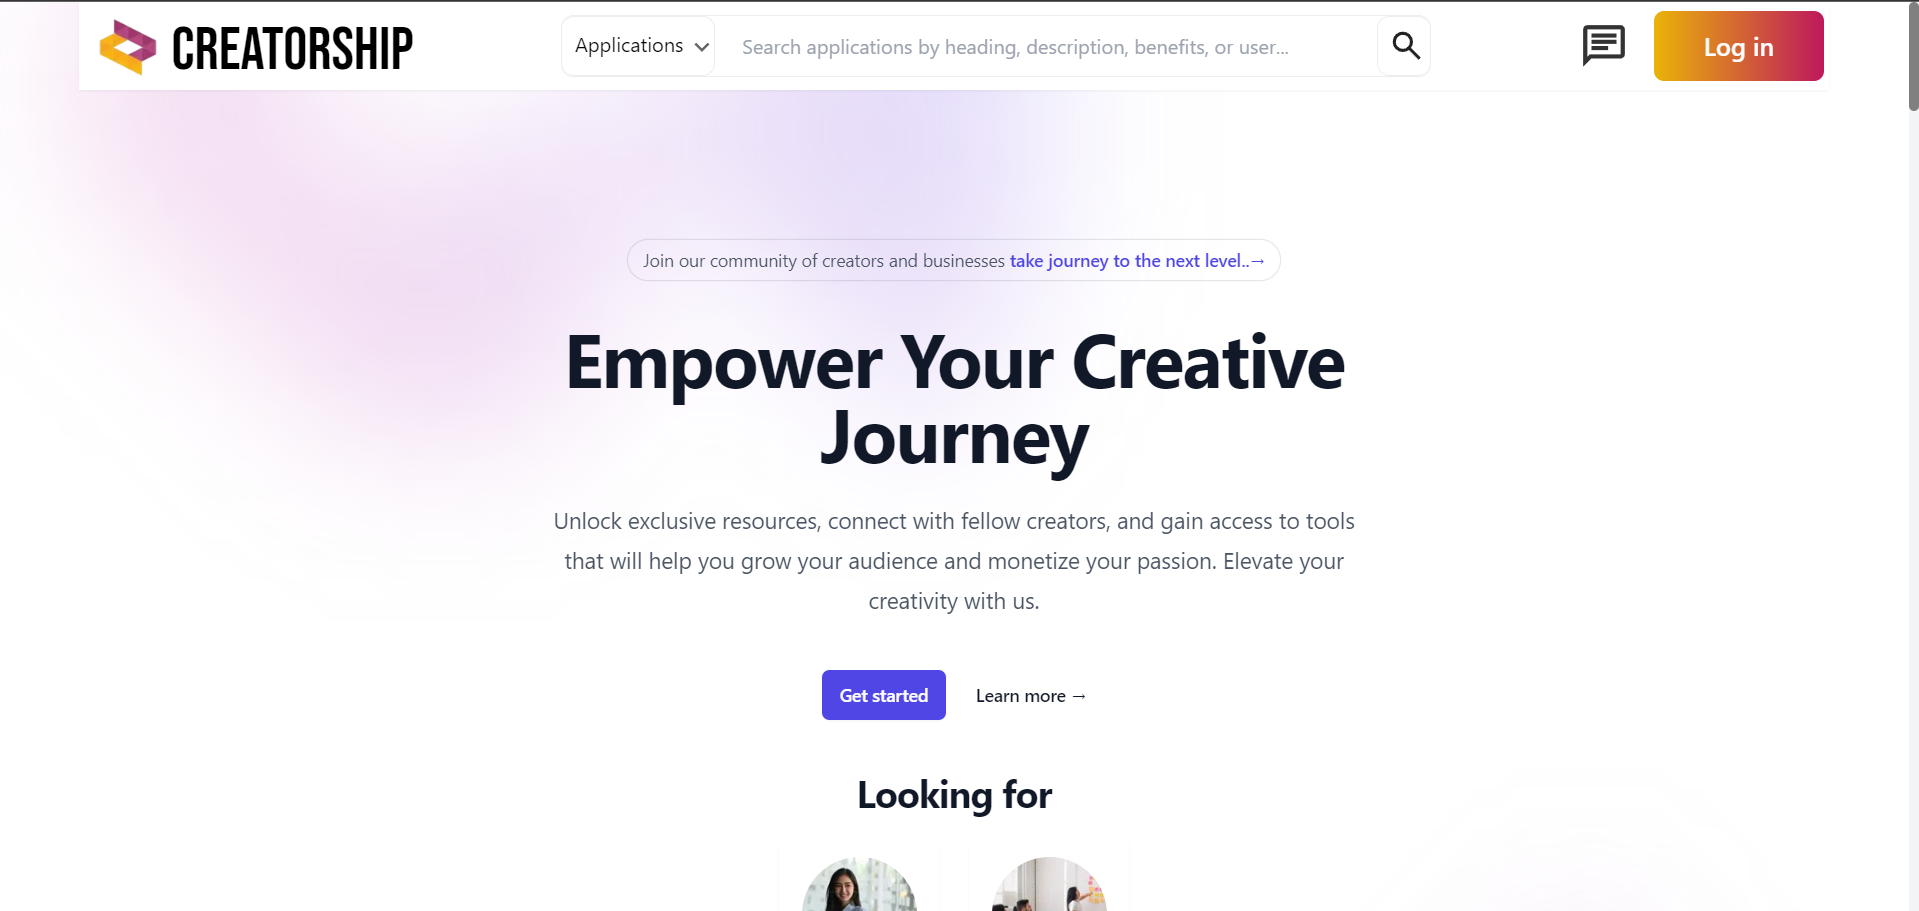 CREATORSHIP
Applications
Search applications by heading, description, benefits, or user...
Log in
Join our community of creators and businesses take journey to the next level..→
Empower Your Creative
Journey
Unlock exclusive resources, connect with fellow creators, and gain access to tools
that will help you grow your audience and monetize your passion. Elevate your
creativity with us.
Get started
Learn more →
Looking for